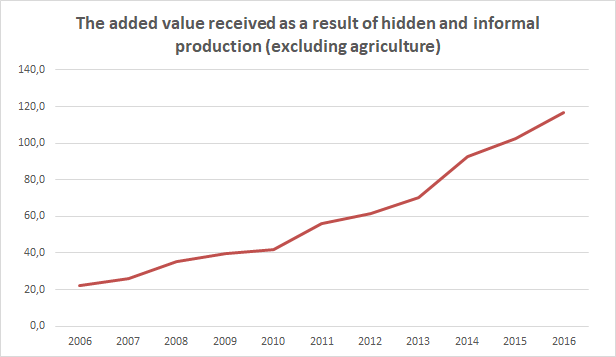 The added value received as a result of hidden and informal
production (excluding agriculture)
140,0
120,0
100,0
80,0
60,0
40,0
20,0
0,0
2006 2007 2008 2009 2010 2011 2012 2013 2014 2015 2016